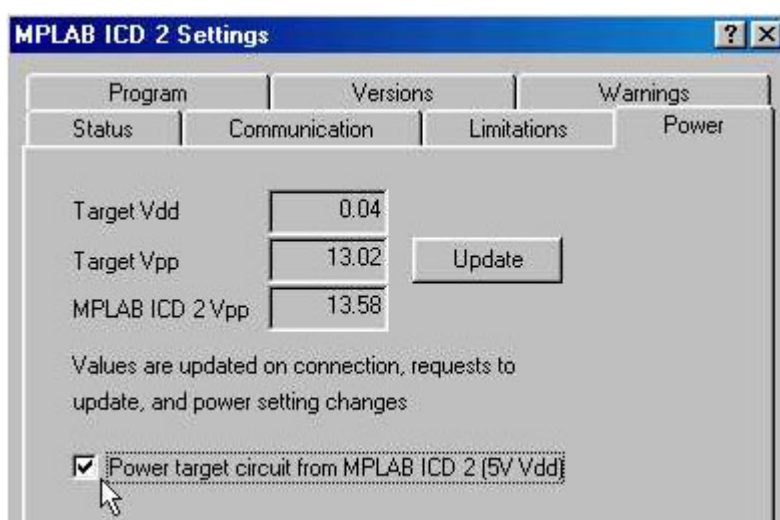 MPLAB ICD 2 Settings
Program Versions Warnings
Status Communication Limitations Power
Target Vdd 0.04
Target Vpp 13.02 Update
MPLAB ICD 2 Vpp 13.58
Values are updated on connection, requests to
update, and power setting changes
Power target circuit from MPLAB ICD 2 (5V Vdd)